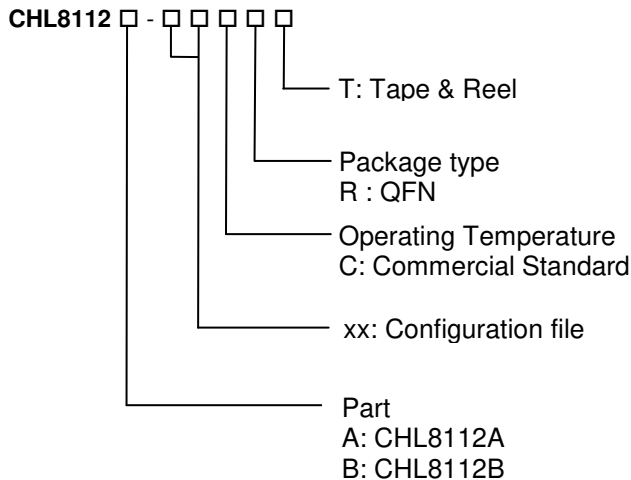 CHL8112 □ - □ □ □ □ □
T: Tape & Reel
Package type
R : QFN
Operating Temperature
C: Commercial Standard
xx: Configuration file
Part
A: CHL8112A
B: CHL8112B